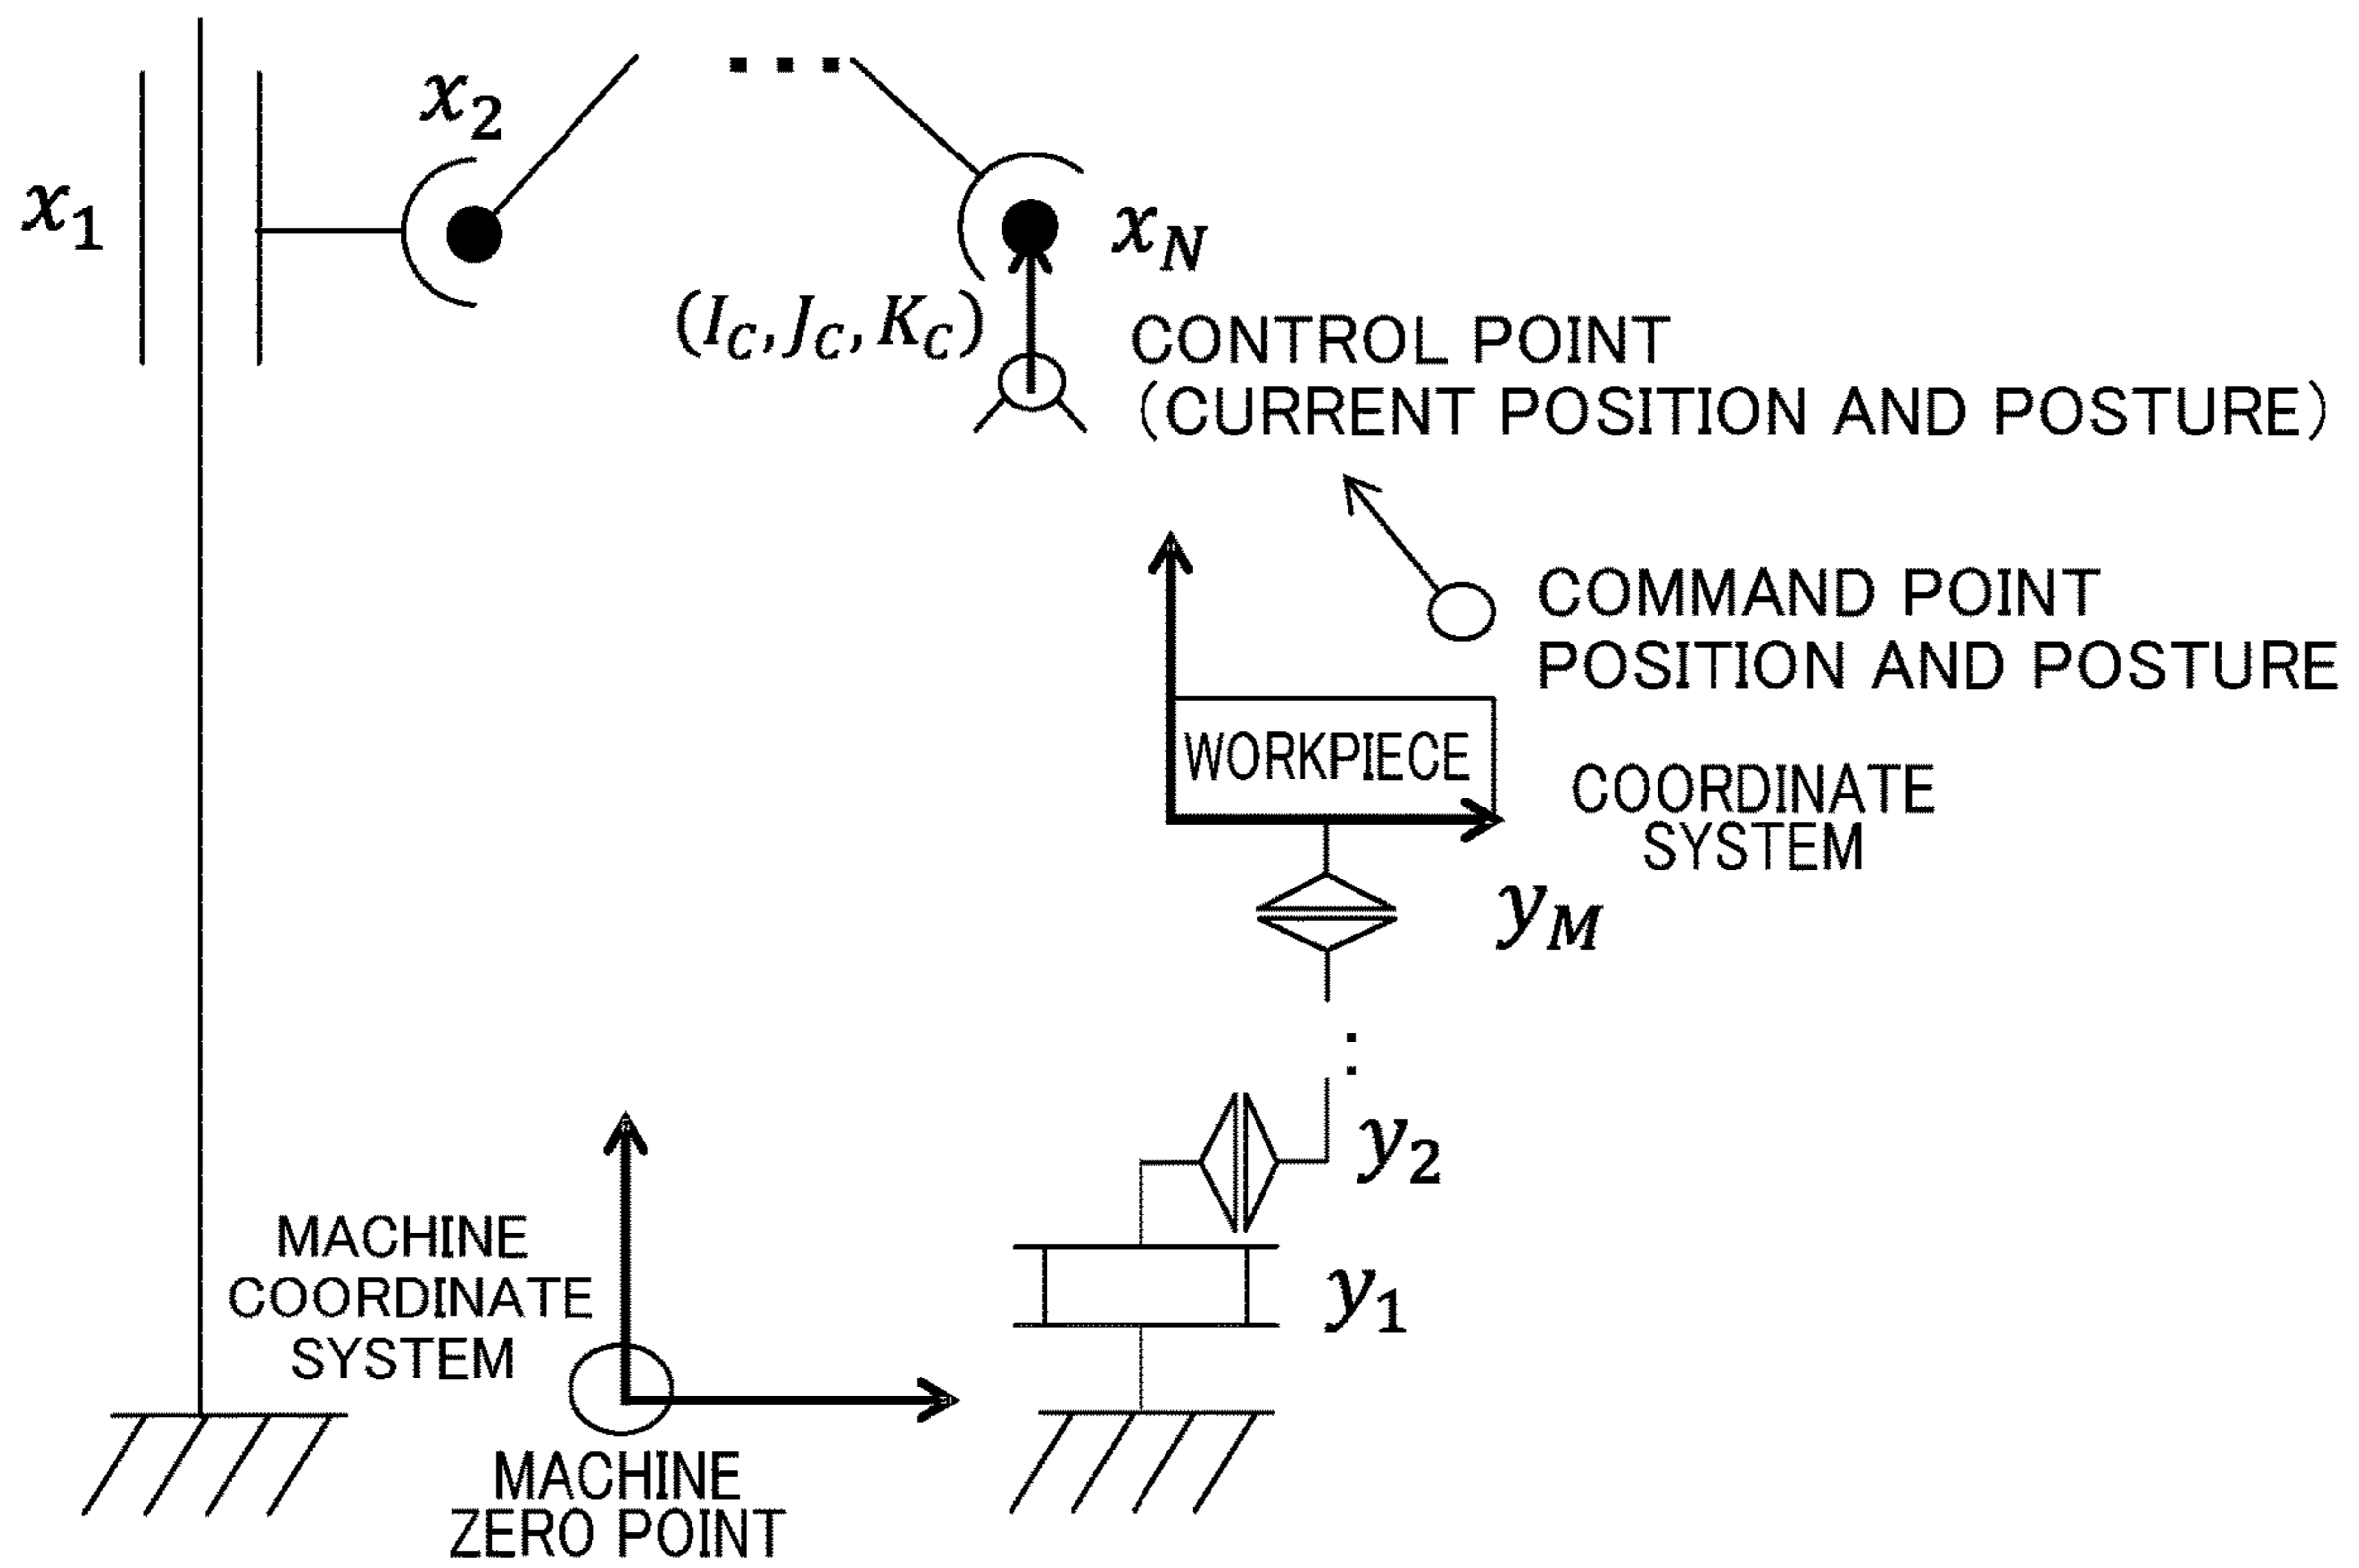 x2
x1
xN
(IC, JC, KC)
CONTROL POINT
(CURRENT POSITION AND POSTURE)
COMMAND POINT
POSITION AND POSTURE
WORKPIECE
COORDINATE
SYSTEM
yM
y2
y1
MACHINE
COORDINATE
SYSTEM
MACHINE
ZERO POINT